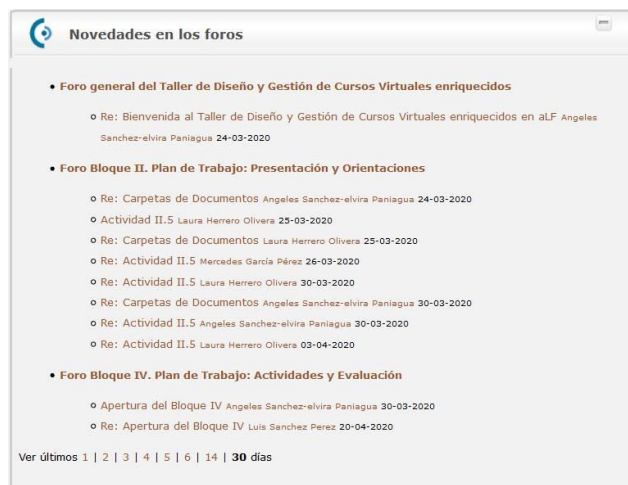 Novedades en los foros
Foro general del Taller de Diseño y Gestión de Cursos Virtuales enriquecidos
Re: Bienvenida al Taller de Diseño y Gestión de Cursos Virtuales enriquecidos en aLF Angeles
Sanchez-elvira Paniagua 24-03-2020
Foro Bloque II. Plan de Trabajo: Presentación y Orientaciones
Re: Carpetas de Documentos Angeles Sanchez-elvira Paniagua 24-03-2020
Actividad II.5 Laura Herrero Olivera 25-03-2020
Re: Carpetas de Documentos Laura Herrero Olivera 25-03-2020
Re: Actividad II.5 Mercedes García Pérez 26-03-2020
Re: Actividad II.5 Laura Herrero Olivera 30-03-2020
Re: Carpetas de Documentos Angeles Sanchez-elvira Paniagua 30-03-2020
Re: Actividad II.5 Angeles Sanchez-elvira Paniagua 30-03-2020
Re: Actividad II.5 Laura Herrero Olivera 03-04-2020
Foro Bloque IV. Plan de Trabajo: Actividades y Evaluación
Apertura del Bloque IV Angeles Sanchez-elvira Paniagua 30-03-2020
Re: Apertura del Bloque IV Luis Sanchez Perez 20-04-2020
Ver últimos 1 | 2 | 3 | 4 | 5 | 6 | 14 | 30 días